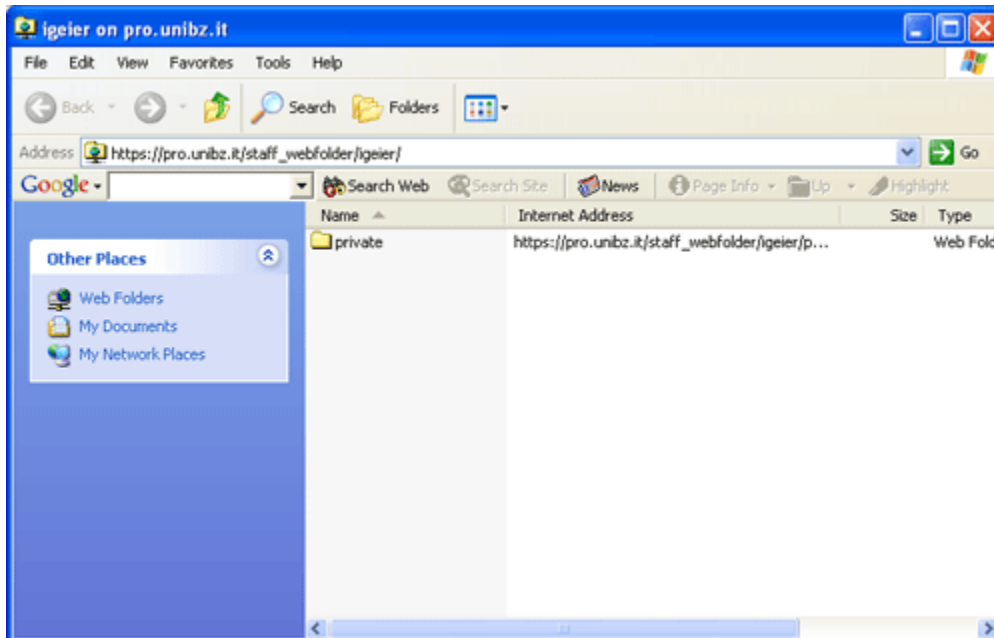 igeier on pro.unibz.it
File Edit View Favorites Tools Help
Back Search Folders
Address https://pro.unibz.it/staff_webfolder/igeier/ Go
Google Search Web Search Site News Page Info Up Highlight
Name Internet Address Size Type
private https://pro.unibz.it/staff_webfolder/igeier/p... Web Fold
Other Places
Web Folders
My Documents
My Network Places